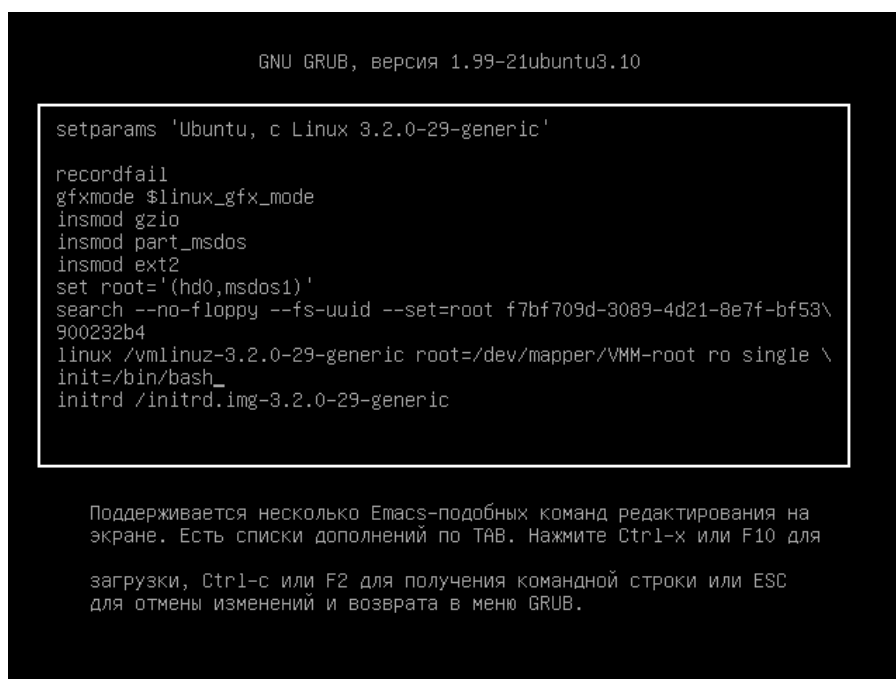 GNU GRUB, версия 1.99-21ubuntu3.10
setparams 'Ubuntu, с Linux 3.2.0-29-generic'
recordfail
gfxmode $linux_gfx_mode
insmod gzio
insmod part_msdos
insmod ext2
set root='(hd0,msdos1)'
search --no-floppy --fs-uuid --set=root f7bf709d-3089-4d21-8e7f-bf53\
900232b4
linux /vmlinuz-3.2.0-29-generic root=/dev/mapper/VMM-root ro single \
init=/bin/bash_
initrd /initrd.img-3.2.0-29-generic
Поддерживается несколько Emacs-подобных команд редактирования на
экране. Есть списки дополнений по TAB. Нажмите Ctrl-x или F10 для
загрузки, Ctrl-c или F2 для получения командной строки или ESC
для отмены изменений и возврата в меню GRUB.